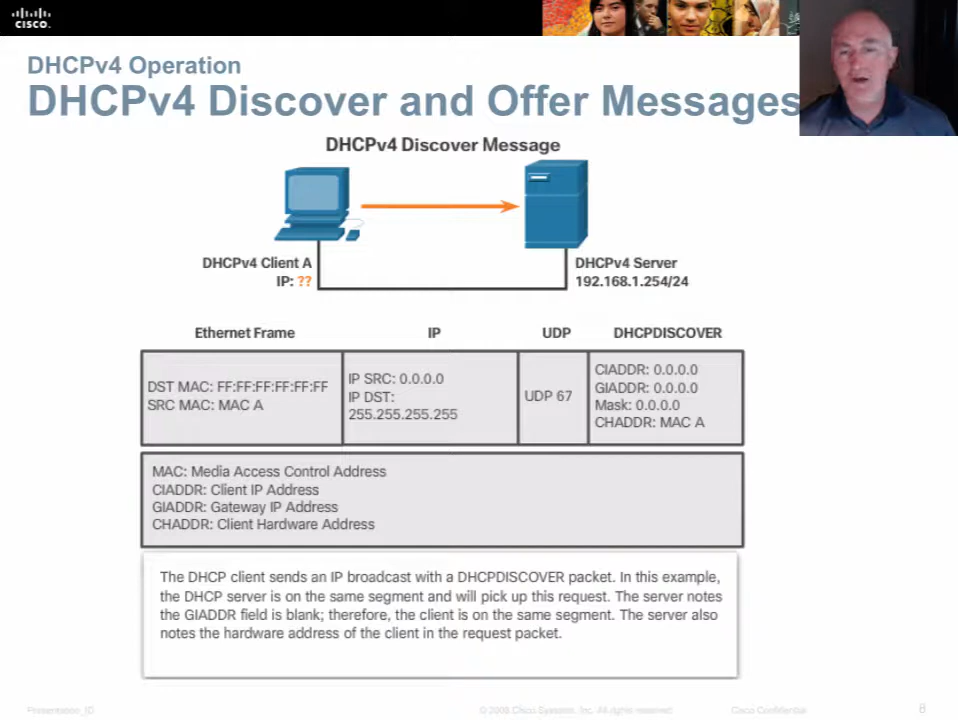 cisco.
DHCPv4 Operation
DHCPv4 Discover and Offer Messages
DHCPv4 Discover Message
DHCPv4 Client A
IP: ??
DHCPv4 Server
192.168.1.254/24
Ethernet Frame
IP
UDP
DHCPDISCOVER
DST MAC: FF:FF:FF:FF:FF:FF
SRC MAC: MAC A
IP SRC: 0.0.0.0
IP DST:
255.255.255.255
UDP 67
CIADDR: 0.0.0.0
GIADDR: 0.0.0.0
Mask: 0.0.0.0
CHADDR: MAC A
MAC: Media Access Control Address
CIADDR: Client IP Address
GIADDR: Gateway IP Address
CHADDR: Client Hardware Address
The DHCP client sends an IP broadcast with a DHCPDISCOVER packet. In this example,
the DHCP server is on the same segment and will pick up this request. The server notes
the GIADDR field is blank; therefore, the client is on the same segment. The server also
notes the hardware address of the client in the request packet.
Presentation_ID
© 2008 Cisco Systems, Inc. All rights reserved.
Cisco Confidential
8